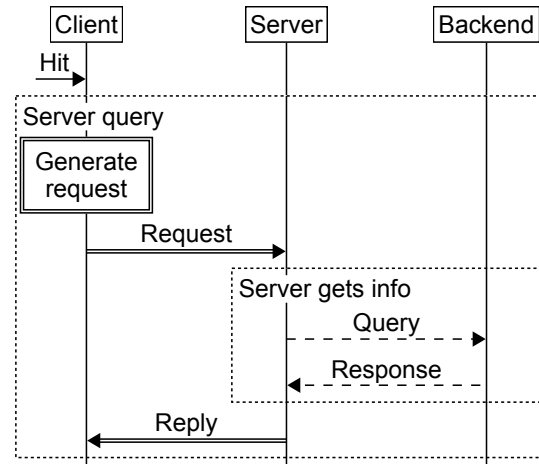 Client
Server
Backend
Hit
Server query
Generate
request
Request
Server gets info
Query
Response
Reply